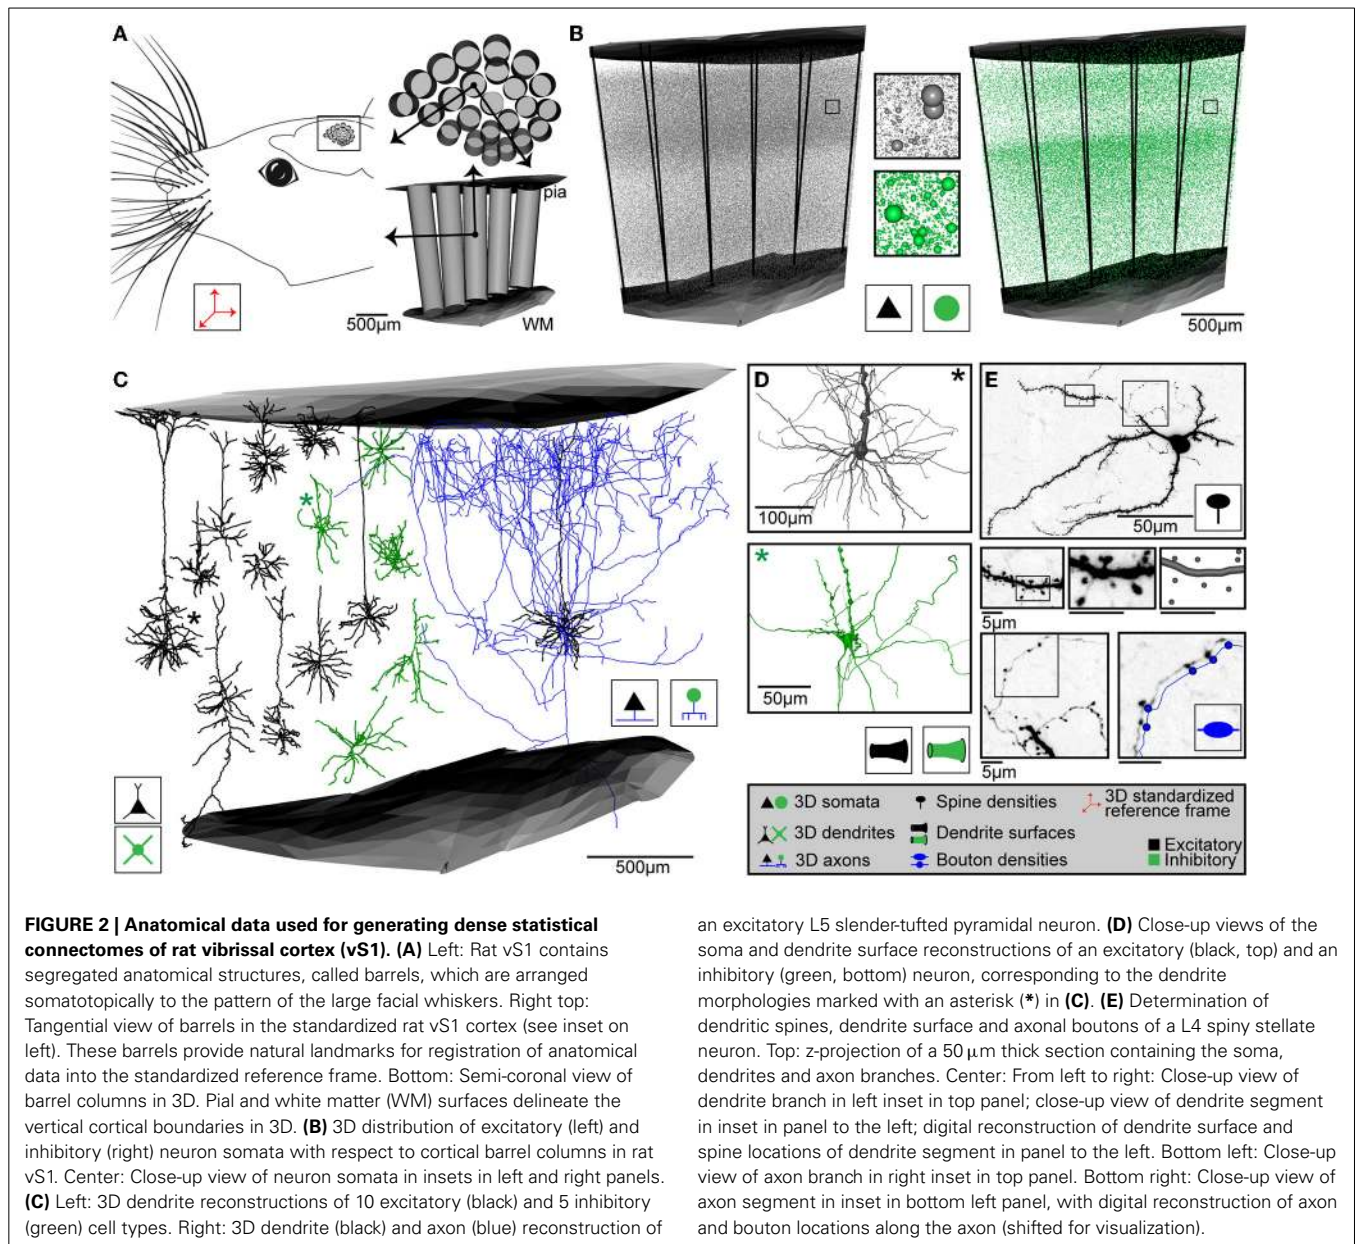 A
pia
500µm
WM
B
500µm
C
500µm
D
*
100µm
*
50µm
E
50µm
5µm
5µm
*
*
3D somata
Spine densities
3D standardized
reference frame
3D dendrites
Dendrite surfaces
3D axons
Bouton densities
Excitatory
Inhibitory
FIGURE 2 | Anatomical data used for generating dense statistical
connectomes of rat vibrissal cortex (vS1). (A) Left: Rat vS1 contains
segregated anatomical structures, called barrels, which are arranged
somatotopically to the pattern of the large facial whiskers. Right top:
Tangential view of barrels in the standardized rat vS1 cortex (see inset on
left). These barrels provide natural landmarks for registration of anatomical
data into the standardized reference frame. Bottom: Semi-coronal view of
barrel columns in 3D. Pial and white matter (WM) surfaces delineate the
vertical cortical boundaries in 3D. (B) 3D distribution of excitatory (left) and
inhibitory (right) neuron somata with respect to cortical barrel columns in rat
vS1. Center: Close-up view of neuron somata in insets in left and right panels.
(C) Left: 3D dendrite reconstructions of 10 excitatory (black) and 5 inhibitory
(green) cell types. Right: 3D dendrite (black) and axon (blue) reconstruction of
an excitatory L5 slender-tufted pyramidal neuron. (D) Close-up views of the
soma and dendrite surface reconstructions of an excitatory (black, top) and an
inhibitory (green, bottom) neuron, corresponding to the dendrite
morphologies marked with an asterisk (*) in (C). (E) Determination of
dendritic spines, dendrite surface and axonal boutons of a L4 spiny stellate
neuron. Top: z-projection of a 50 µm thick section containing the soma,
dendrites and axon branches. Center: From left to right: Close-up view of
dendrite branch in left inset in top panel; close-up view of dendrite segment
in inset in panel to the left; digital reconstruction of dendrite surface and
spine locations of dendrite segment in panel to the left. Bottom left: Close-up
view of axon branch in right inset in top panel. Bottom right: Close-up view of
axon segment in inset in bottom left panel, with digital reconstruction of axon
and bouton locations along the axon (shifted for visualization).